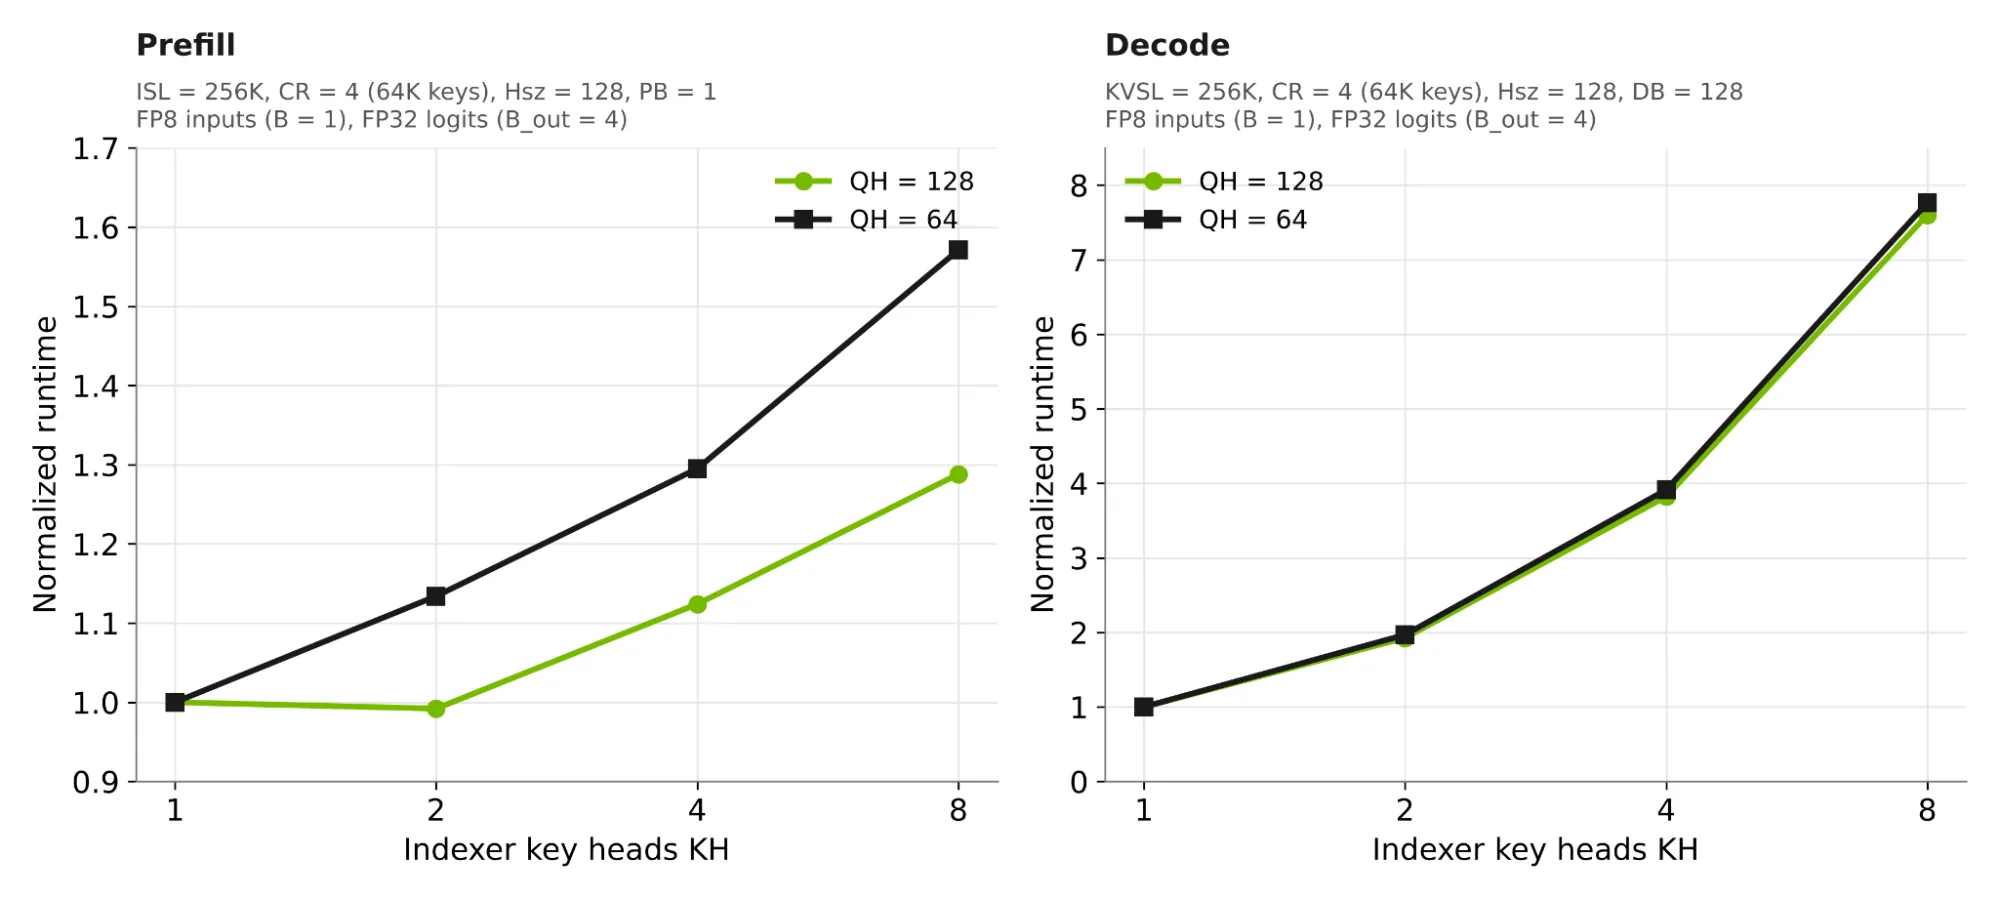 Prefill
ISL = 256K, CR = 4 (64K keys), Hsz = 128, PB = 1
FP8 inputs (B = 1), FP32 logits (B_out = 4)
1.7
1.6
1.5
1.4
1.3
1.2
1.1
1.0
0.9
Normalized runtime
QH = 128
QH = 64
1 2 4 8
Indexer key heads KH
Decode
KVSL = 256K, CR = 4 (64K keys), Hsz = 128, DB = 128
FP8 inputs (B = 1), FP32 logits (B_out = 4)
8
7
6
5
4
3
2
1
0
Normalized runtime
QH = 128
QH = 64
1 2 4 8
Indexer key heads KH